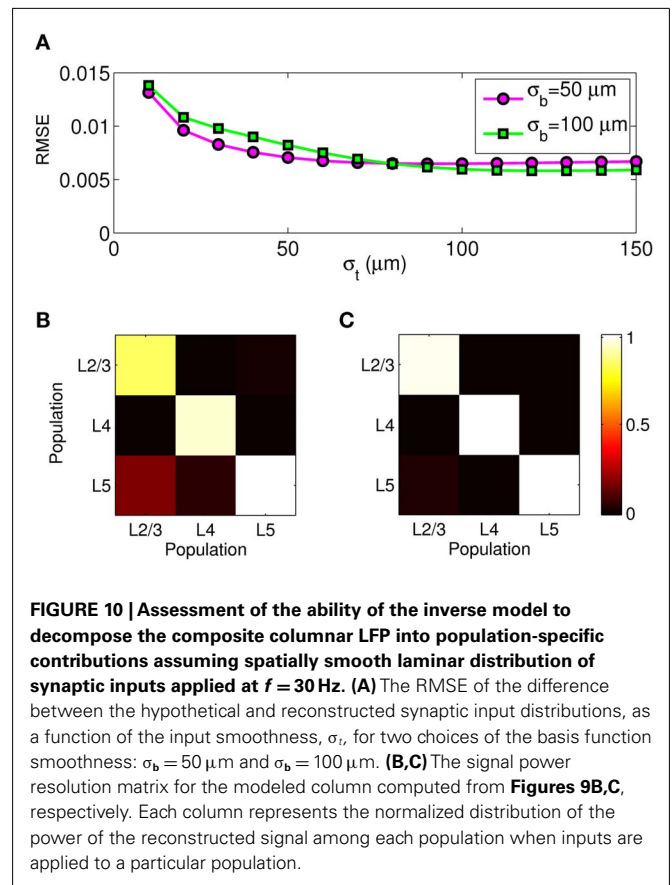 A
0.015
0.01
0.005
0
RMSE
σ_b=50 μm
σ_b=100 μm
0
50
100
150
σ_t (μm)
B
C
L2/3
L4
L5
Population
L2/3
L4
L5
Population
L2/3
L4
L5
L2/3
L4
L5
Population
1
0.5
0
FIGURE 10 | Assessment of the ability of the inverse model to
decompose the composite columnar LFP into population-specific
contributions assuming spatially smooth laminar distribution of
synaptic inputs applied at f = 30 Hz. (A) The RMSE of the difference
between the hypothetical and reconstructed synaptic input distributions, as
a function of the input smoothness, σt, for two choices of the basis function
smoothness: σb = 50 μm and σb = 100 μm. (B,C) The signal power
resolution matrix for the modeled column computed from Figures 9B,C,
respectively. Each column represents the normalized distribution of the
power of the reconstructed signal among each population when inputs are
applied to a particular population.